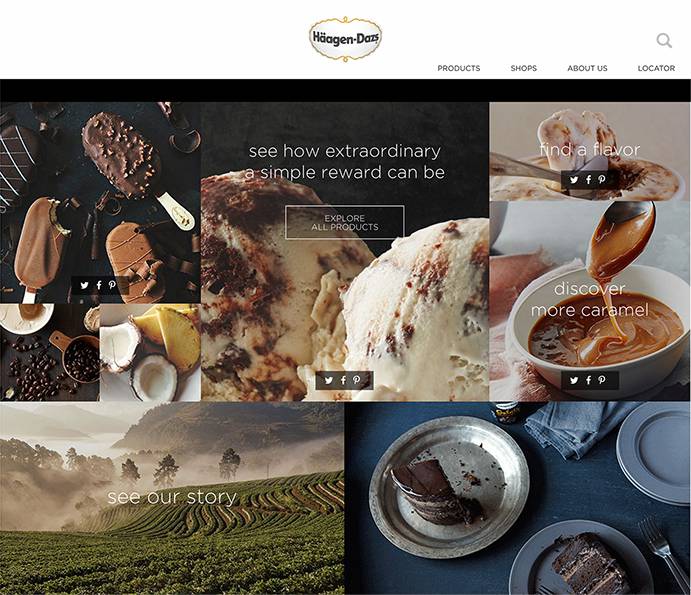 Häagen-Dazs
PRODUCTS
SHOPS
ABOUT US
LOCATOR
see how extraordinary
a simple reward can be
EXPLORE
ALL PRODUCTS
find a flavor
discover
more caramel
see our story